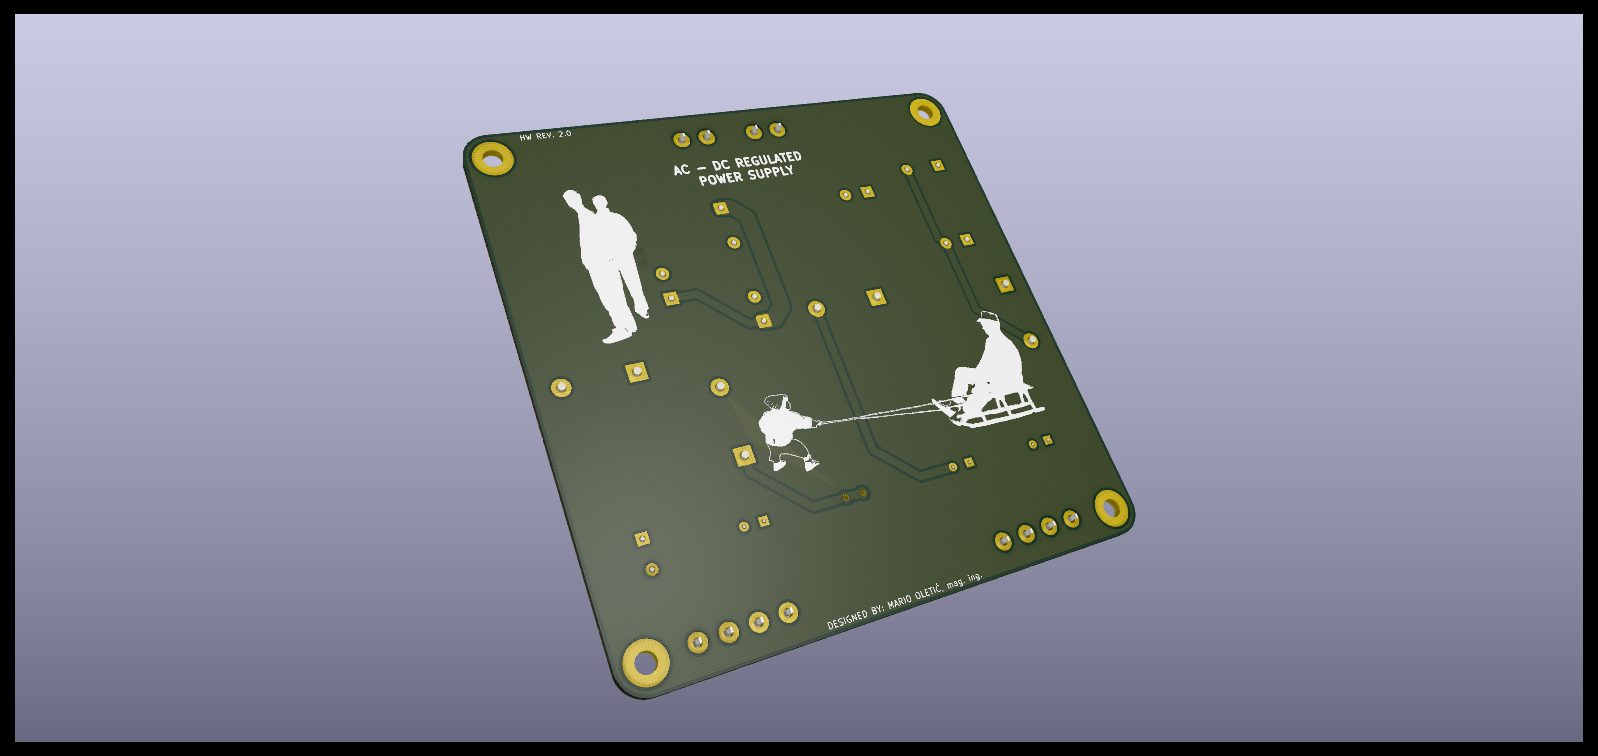 HW REV. 2.0
AC – DC REGULATED
POWER SUPPLY
DESIGNED BY: MARIO OLETIĆ, mag. ing.